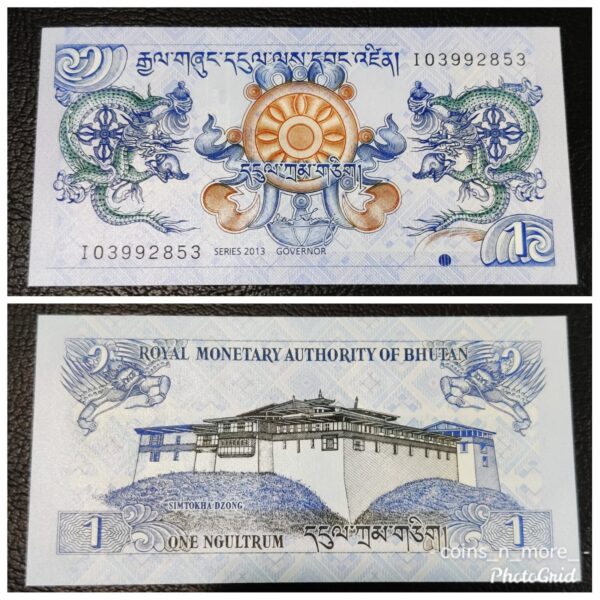 རྒྱལ་གཞུང་དངུལ་ལས་དབང་འཛིན། I03992853
དངུལ་ཀྲམ་གཅིག།
I03992853 SERIES 2013 GOVERNOR 1
ROYAL MONETARY AUTHORITY OF BHUTAN
SIMTOKHA DZONG
1 ONE NGULTRUM དངུལ་ཀྲམ་གཅིག། 1
- coins_n_more_ -
PhotoGrid